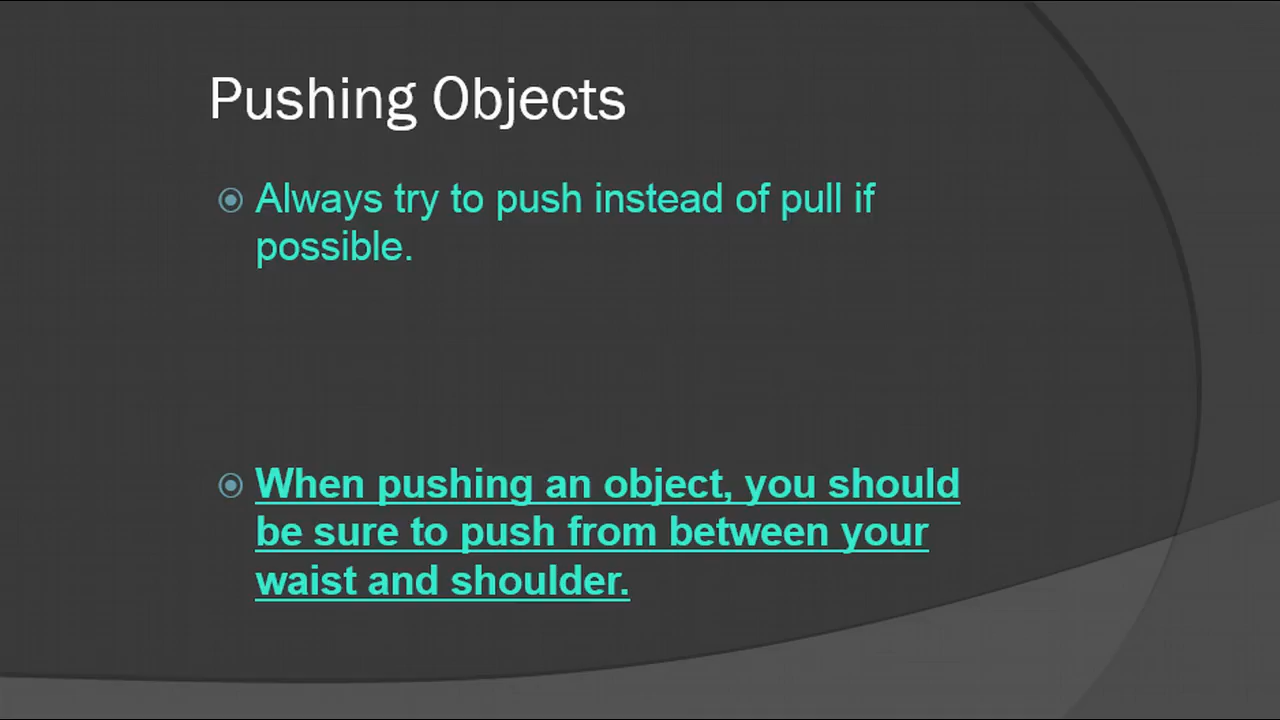 Pushing Objects
Always try to push instead of pull if
possible.
When pushing an object, you should
be sure to push from between your
waist and shoulder.